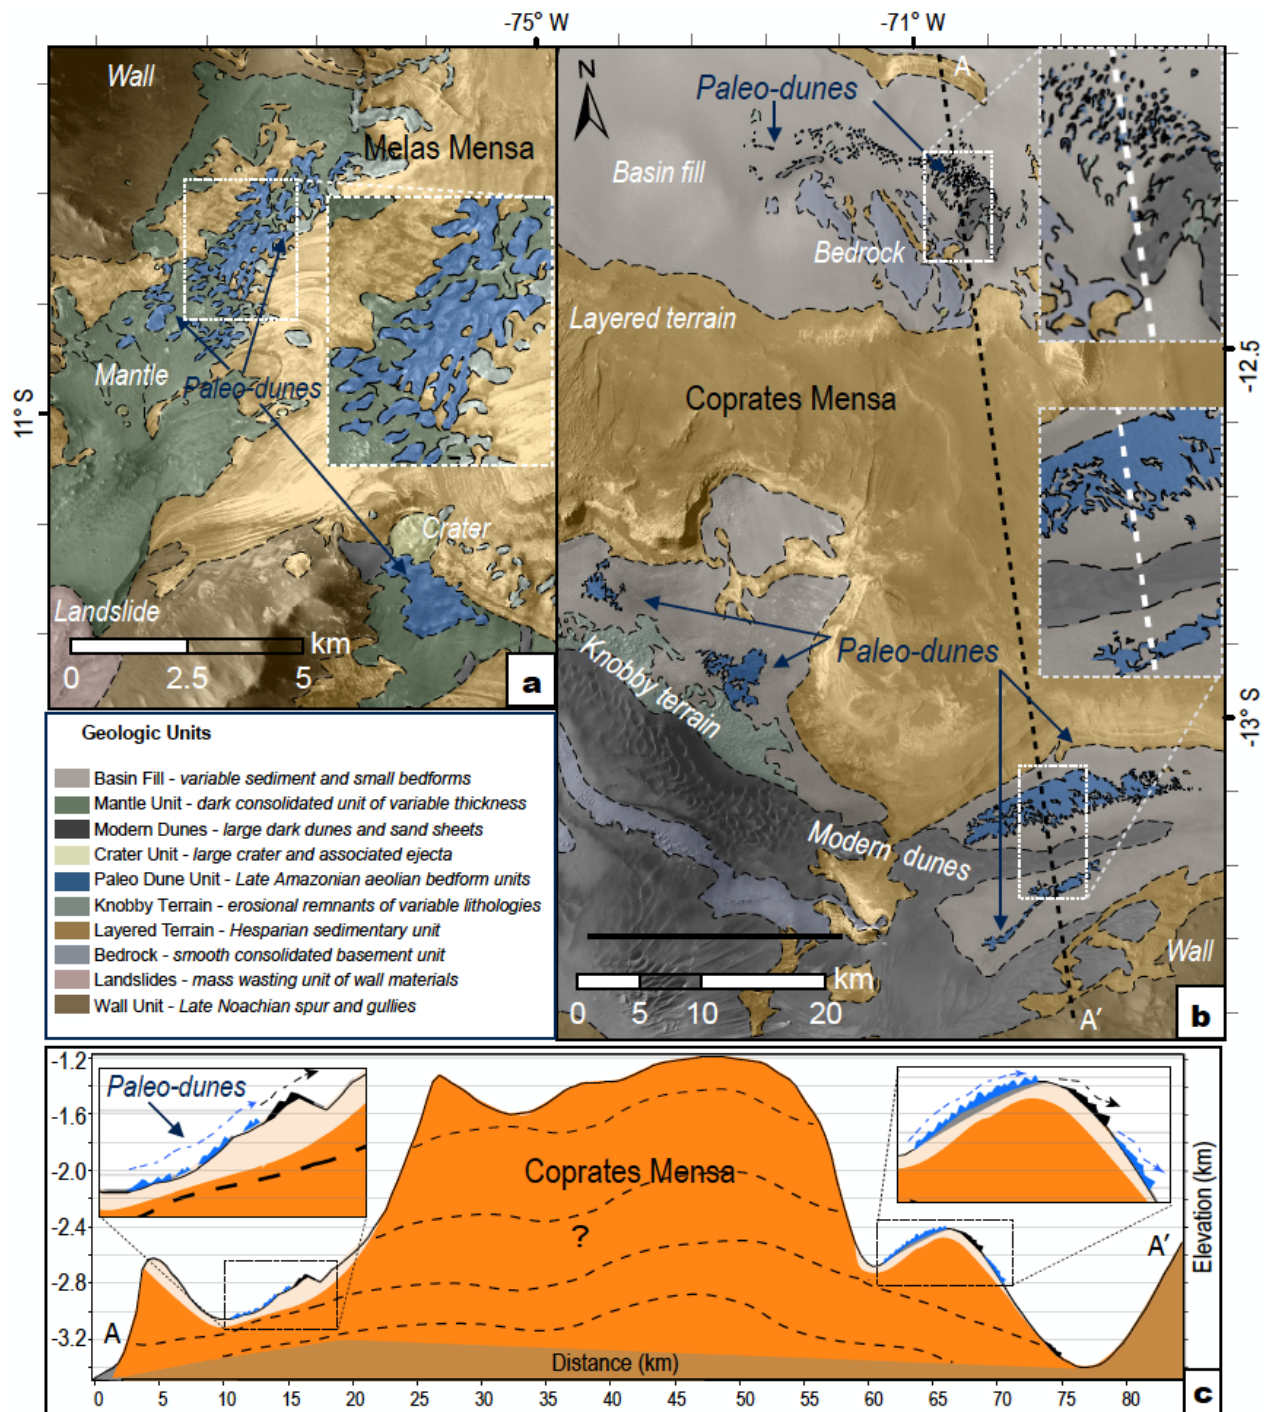 -75° W
-71° W
Wall
Melas Mensa
Mantle
Paleo-dunes
Crater
Landslide
km
0 2.5 5
a
11° S
N
A
Paleo-dunes
Basin fill
Bedrock
Layered terrain
Coprates Mensa
Paleo-dunes
Knobby terrain
Modern dunes
Wall
km
0 5 10 20
A'
b
-12.5
-13° S
Geologic Units
Basin Fill - variable sediment and small bedforms
Mantle Unit - dark consolidated unit of variable thickness
Modern Dunes - large dark dunes and sand sheets
Crater Unit - large crater and associated ejecta
Paleo Dune Unit - Late Amazonian aeolian bedform units
Knobby Terrain - erosional remnants of variable lithologies
Layered Terrain - Hesparian sedimentary unit
Bedrock - smooth consolidated basement unit
Landslides - mass wasting unit of wall materials
Wall Unit - Late Noachian spur and gullies
-1.2
-1.6
-2.0
-2.4
-2.8
-3.2
Paleo-dunes
Coprates Mensa
?
A
A'
Elevation (km)
Distance (km)
0 5 10 15 20 25 30 35 40 45 50 55 60 65 70 75 80
c